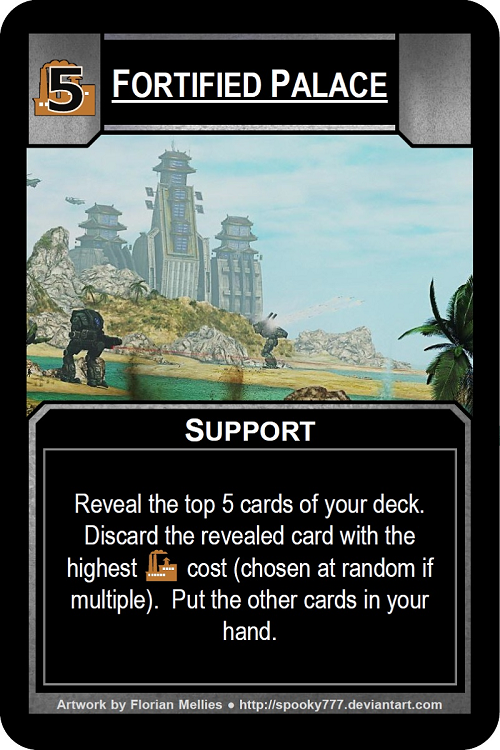 5
FORTIFIED PALACE
SUPPORT
Reveal the top 5 cards of your deck.
Discard the revealed card with the
highest cost (chosen at random if
multiple). Put the other cards in your
hand.
Artwork by Florian Mellies ● http://spooky777.deviantart.com